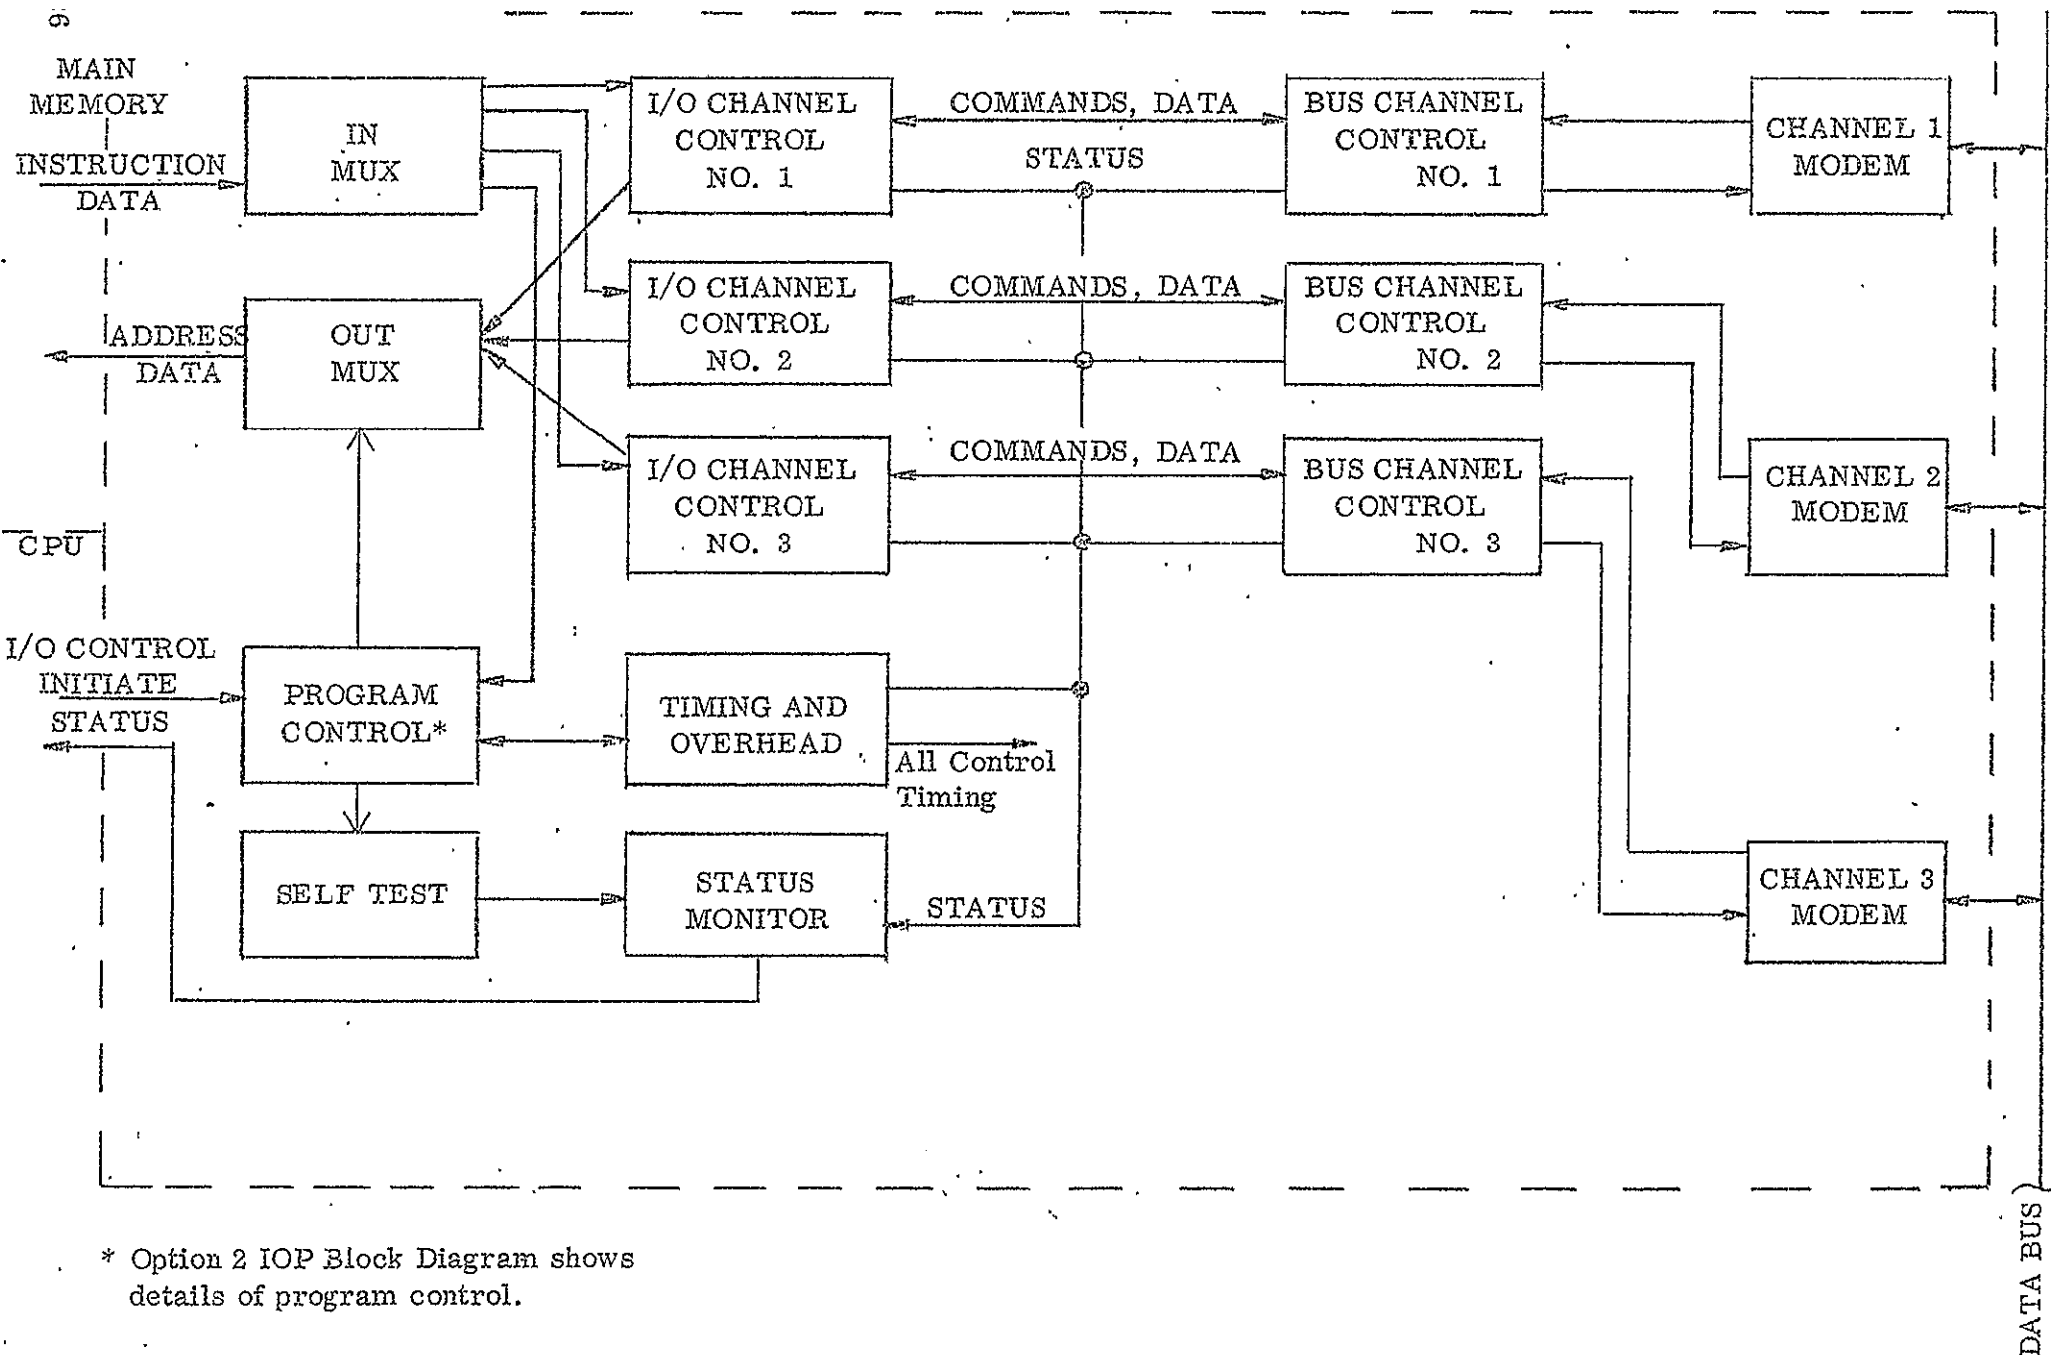 9
MAIN
MEMORY
INSTRUCTION
DATA
IN
MUX
I/O CHANNEL
CONTROL
NO. 1
COMMANDS, DATA
STATUS
BUS CHANNEL
CONTROL
NO. 1
CHANNEL 1
MODEM
ADDRESS
DATA
OUT
MUX
I/O CHANNEL
CONTROL
NO. 2
COMMANDS, DATA
BUS CHANNEL
CONTROL
NO. 2
CHANNEL 2
MODEM
I/O CHANNEL
CONTROL
NO. 3
COMMANDS, DATA
BUS CHANNEL
CONTROL
NO. 3
CPU
I/O CONTROL
INITIATE
STATUS
PROGRAM
CONTROL*
TIMING AND
OVERHEAD
All Control
Timing
SELF TEST
STATUS
MONITOR
STATUS
CHANNEL 3
MODEM
DATA BUS
* Option 2 IOP Block Diagram shows
details of program control.